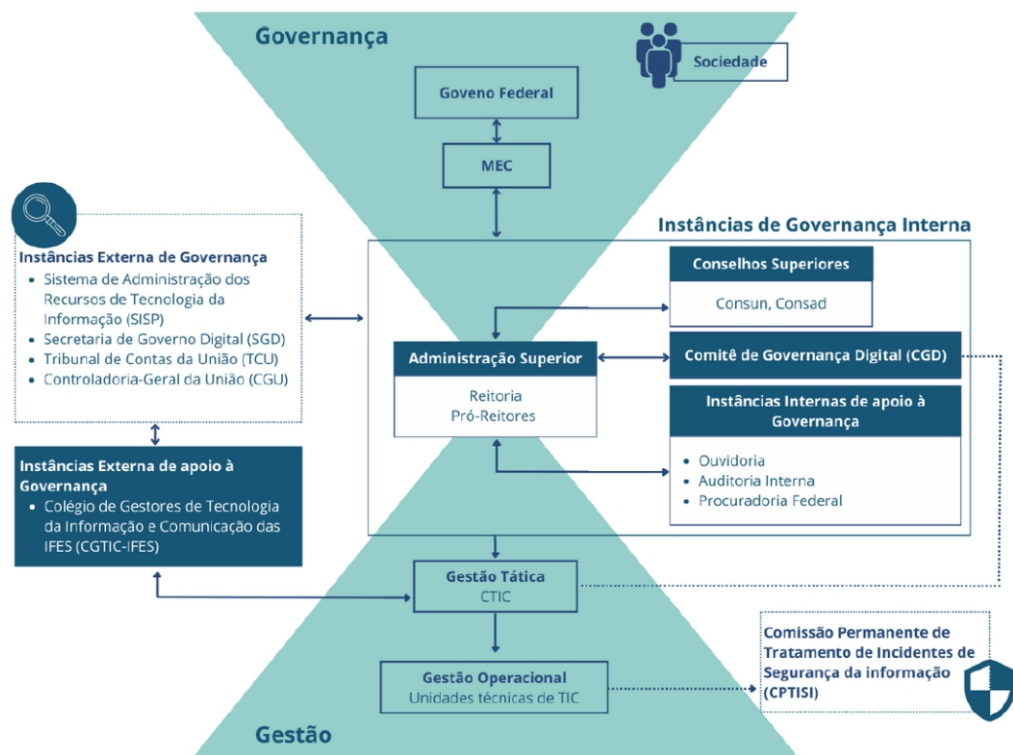 Governança
Sociedade
Goveno Federal
MEC
Instâncias Externa de Governança
• Sistema de Administração dos
Recursos de Tecnologia da
Informação (SISP)
• Secretaria de Governo Digital (SGD)
• Tribunal de Contas da União (TCU)
• Controladoria-Geral da União (CGU)
Instâncias Externa de apoio à
Governança
• Colégio de Gestores de Tecnologia
da Informação e Comunicação das
IFES (CGTIC-IFES)
Instâncias de Governança Interna
Conselhos Superiores
Consun, Consad
Administração Superior
Reitoria
Pró-Reitores
Comitê de Governança Digital (CGD)
Instâncias Internas de apoio à
Governança
• Ouvidoria
• Auditoria Interna
• Procuradoria Federal
Gestão Tática
CTIC
Gestão Operacional
Unidades técnicas de TIC
Comissão Permanente de
Tratamento de Incidentes de
Segurança da informação
(CPTISI)
Gestão